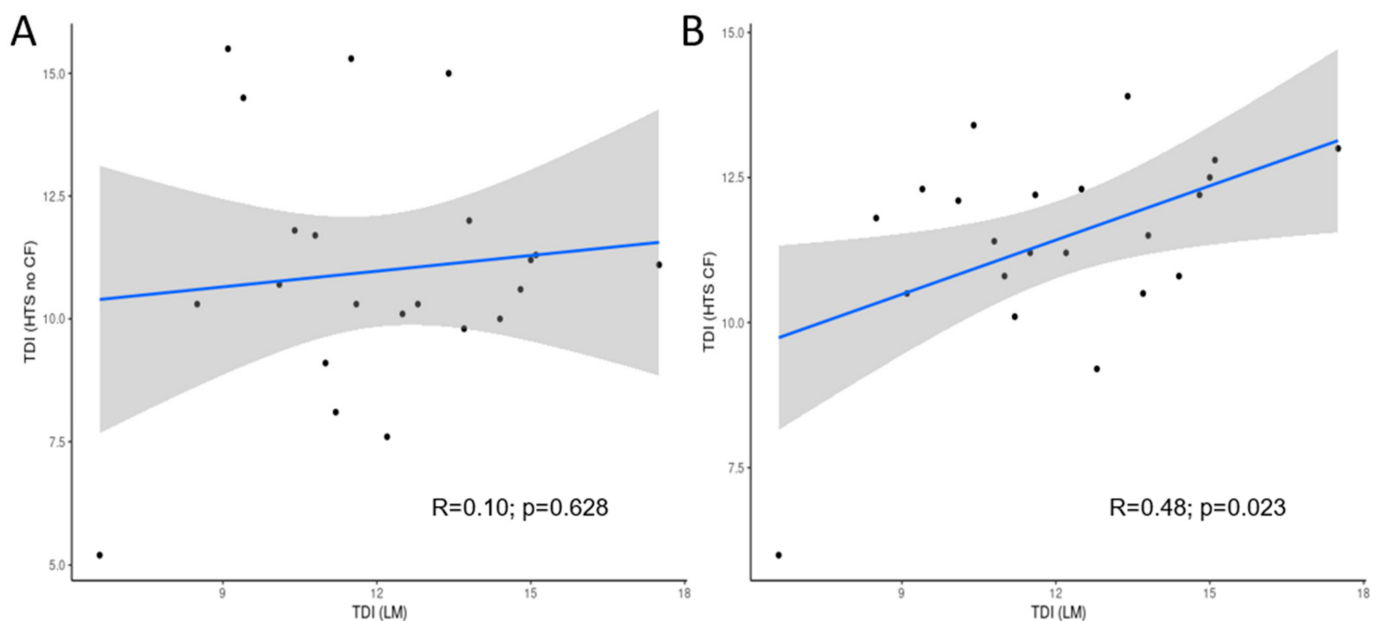 A
TDI (HTS no CF)
15.0
12.5
10.0
7.5
5.0
R=0.10; p=0.628
9
12
15
18
TDI (LM)
B
TDI (HTS CF)
15.0
12.5
10.0
7.5
R=0.48; p=0.023
9
12
15
18
TDI (LM)